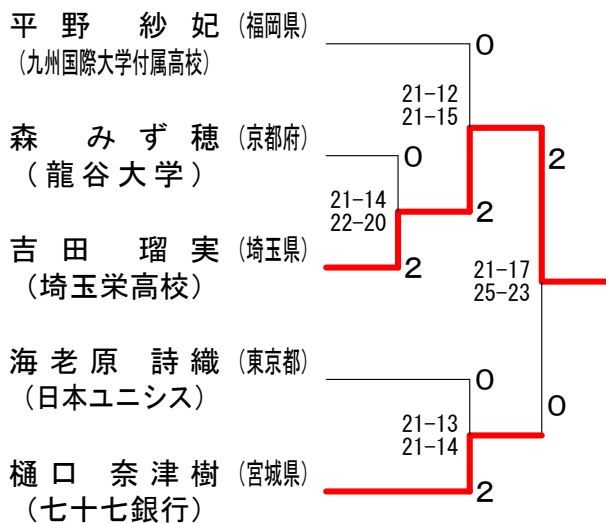 平野 紗妃 (福岡県)
(九州国際大学付属高校)
0
21-12
21-15
森 みず穂 (京都府)
(龍谷大学)
0
2
21-14
22-20
2
吉田 瑠実 (埼玉県)
(埼玉栄高校)
2
21-17
25-23
海老原 詩織 (東京都)
(日本ユニシス)
0
0
21-13
21-14
樋口 奈津樹 (宮城県)
(七十七銀行)
2